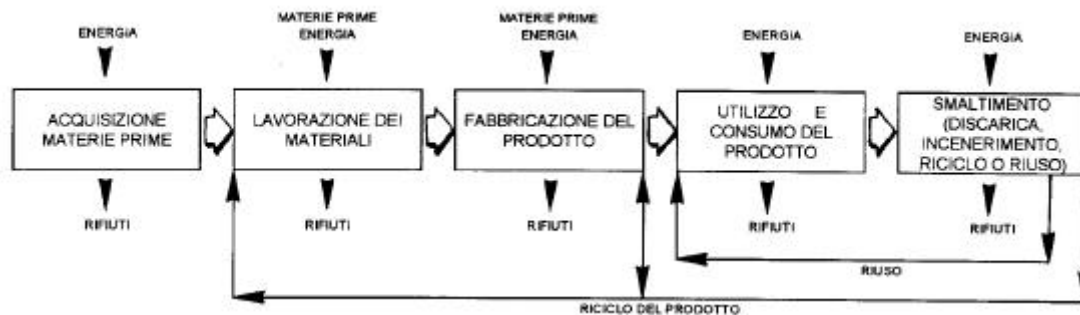 ENERGIA
MATERIE PRIME
ENERGIA
MATERIE PRIME
ENERGIA
ENERGIA
ENERGIA
ACQUISIZIONE
MATERIE PRIME
LAVORAZIONE DEI
MATERIALI
FABBRICAZIONE DEL
PRODOTTO
UTILIZZO E
CONSUMO DEL
PRODOTTO
SMALTIMENTO
(DISCARICA,
INCENERIMENTO,
RICICLO O RIUSO)
RIFIUTI
RIFIUTI
RIFIUTI
RIFIUTI
RIFIUTI
RIUSO
RICICLO DEL PRODOTTO